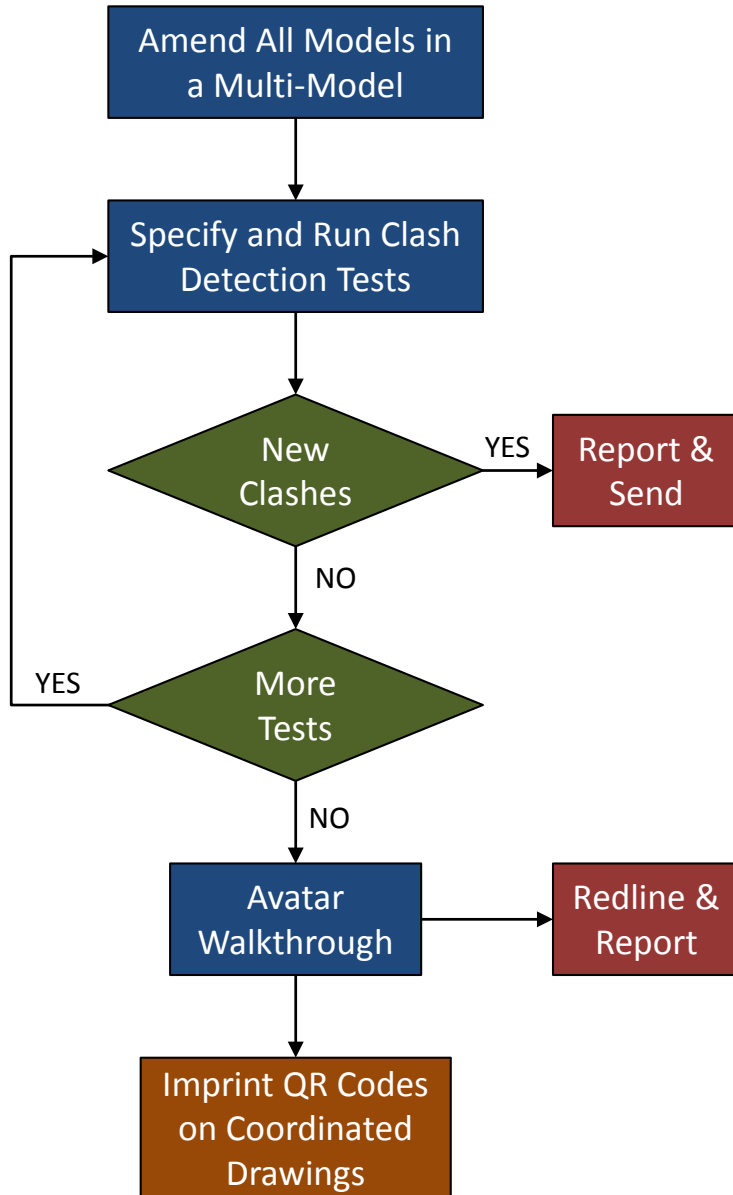 Amend All Models in
a Multi-Model
Specify and Run Clash
Detection Tests
New
Clashes
YES
Report &
Send
NO
YES
More
Tests
NO
Avatar
Walkthrough
Redline &
Report
Imprint QR Codes
on Coordinated
Drawings